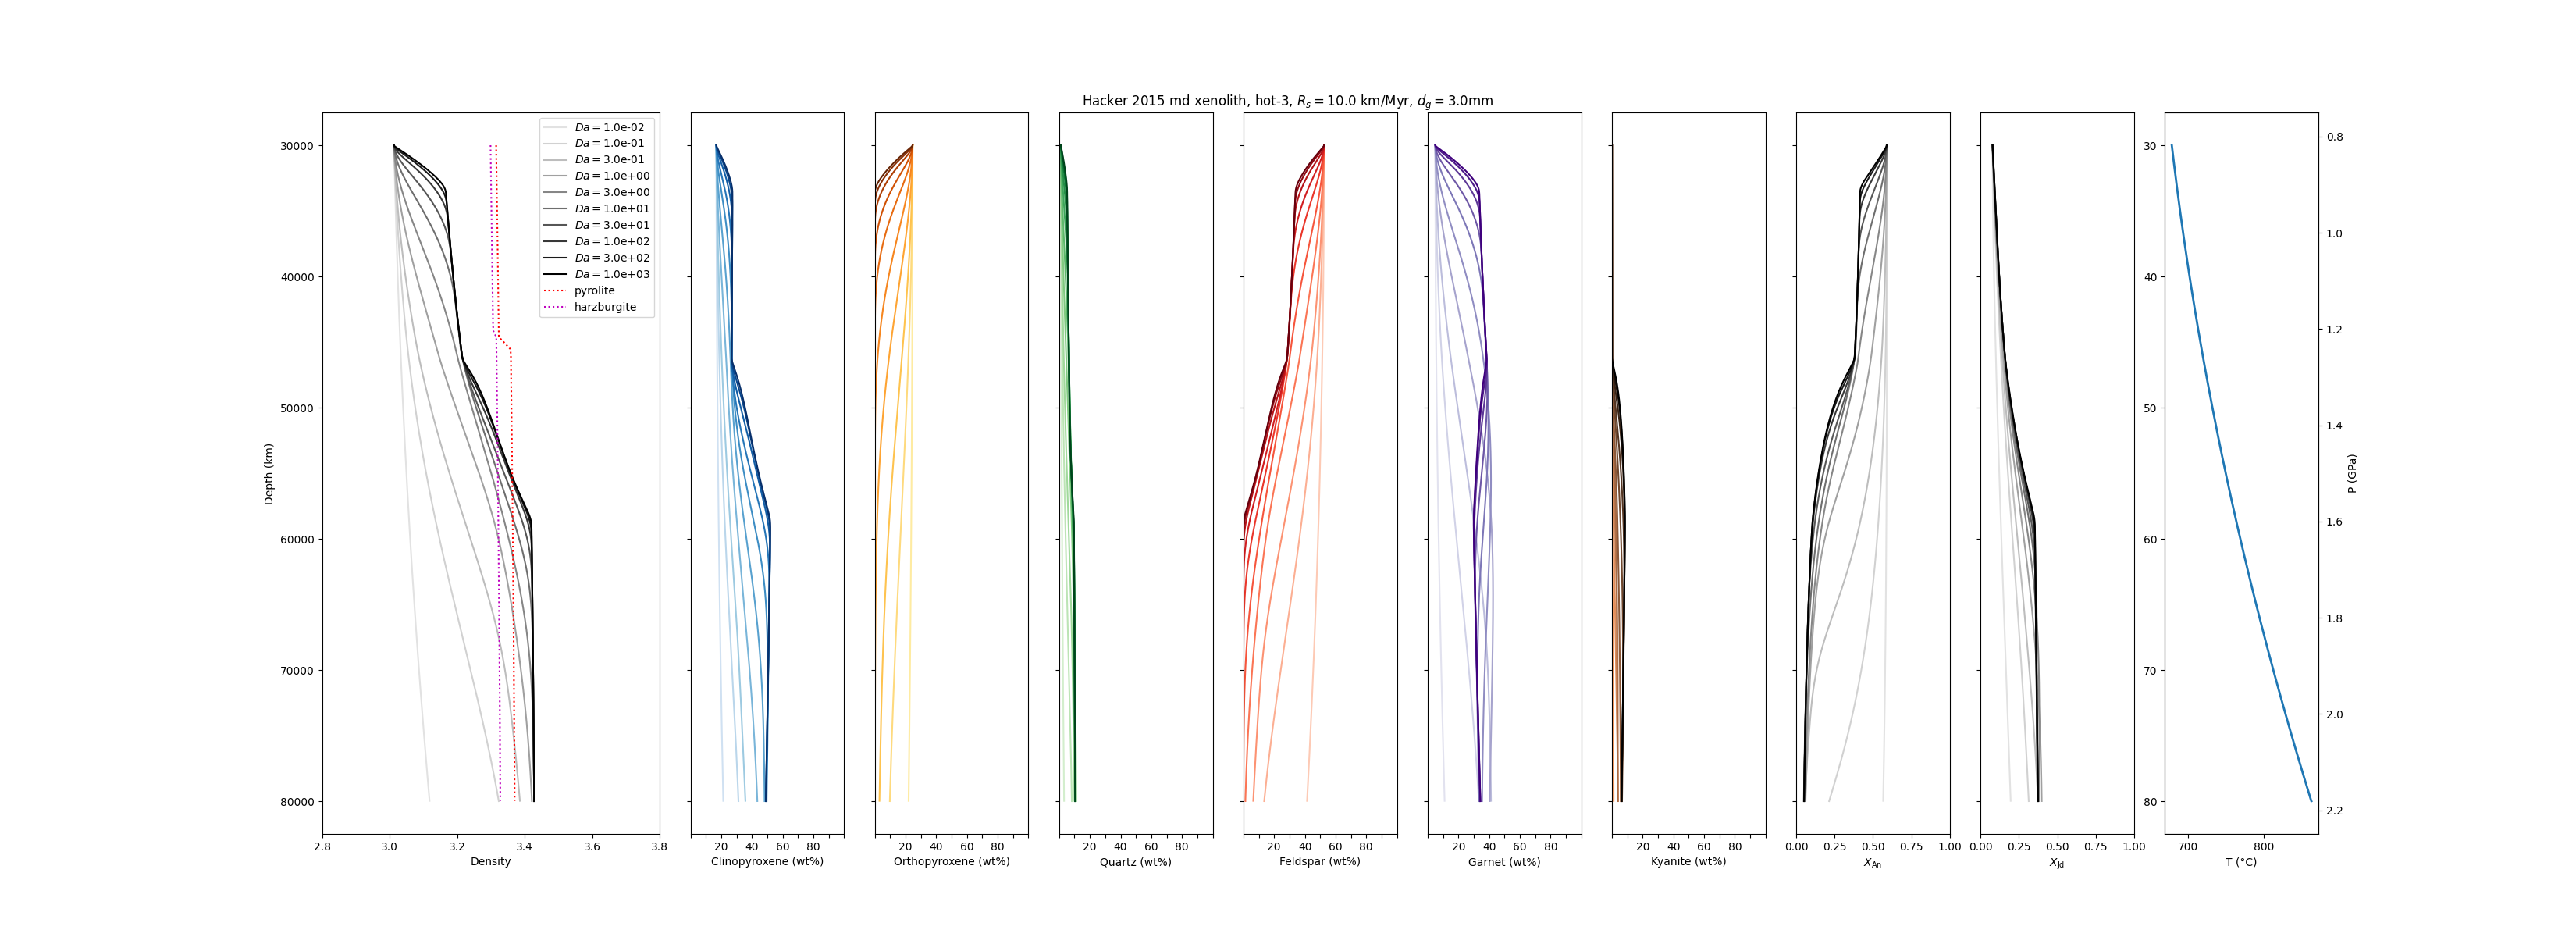 Hacker 2015 md xenolith, hot-3, Rₛ = 10.0 km/Myr, d_g = 3.0mm
Da = 1.0e-02
Da = 1.0e-01
Da = 3.0e-01
Da = 1.0e+00
Da = 3.0e+00
Da = 1.0e+01
Da = 3.0e+01
Da = 1.0e+02
Da = 3.0e+02
Da = 1.0e+03
pyrolite
harzburgite
Depth (km)
30000
40000
50000
60000
70000
80000
2.8 3.0 3.2 3.4 3.6 3.8
Density
20 40 60 80
Clinopyroxene (wt%)
20 40 60 80
Orthopyroxene (wt%)
20 40 60 80
Quartz (wt%)
20 40 60 80
Feldspar (wt%)
20 40 60 80
Garnet (wt%)
20 40 60 80
Kyanite (wt%)
0.00 0.25 0.50 0.75 1.00
X_An
0.00 0.25 0.50 0.75 1.00
X_Jd
30
40
50
60
70
80
700 800
T (°C)
0.8
1.0
1.2
1.4
1.6
1.8
2.0
2.2
P (GPa)